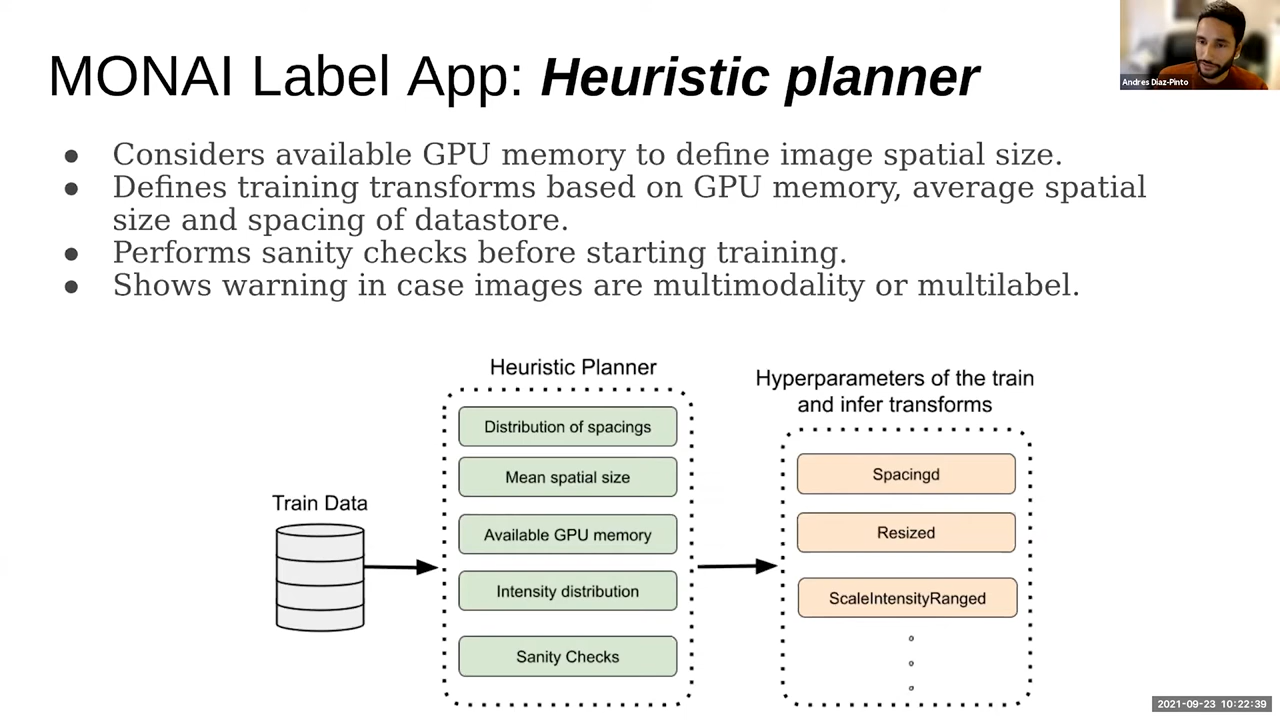 MONAI Label App: Heuristic planner
Andres Diaz-Pinto
● Considers available GPU memory to define image spatial size.
● Defines training transforms based on GPU memory, average spatial
size and spacing of datastore.
● Performs sanity checks before starting training.
● Shows warning in case images are multimodality or multilabel.
Heuristic Planner
Hyperparameters of the train
and infer transforms
Distribution of spacings
Mean spatial size
Available GPU memory
Intensity distribution
Sanity Checks
Train Data
Spacingd
Resized
ScaleIntensityRanged
2021-09-23 10:22:39